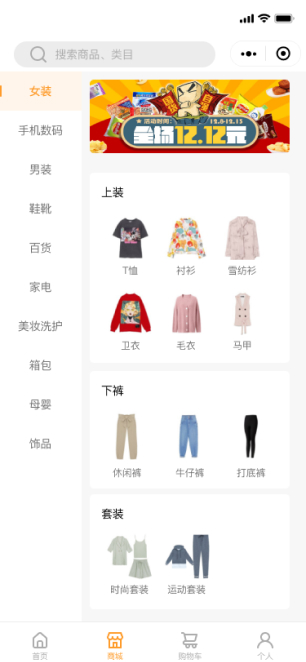 搜索商品、类目
女装
手机数码
男装
鞋靴
百货
家电
美妆洗护
箱包
母婴
饰品
活动时间：12.8-12.15
全场12.12元
上装
T恤 衬衫 雪纺衫
卫衣 毛衣 马甲
下裤
休闲裤 牛仔裤 打底裤
套装
时尚套装 运动套装
首页 商城 购物车 个人